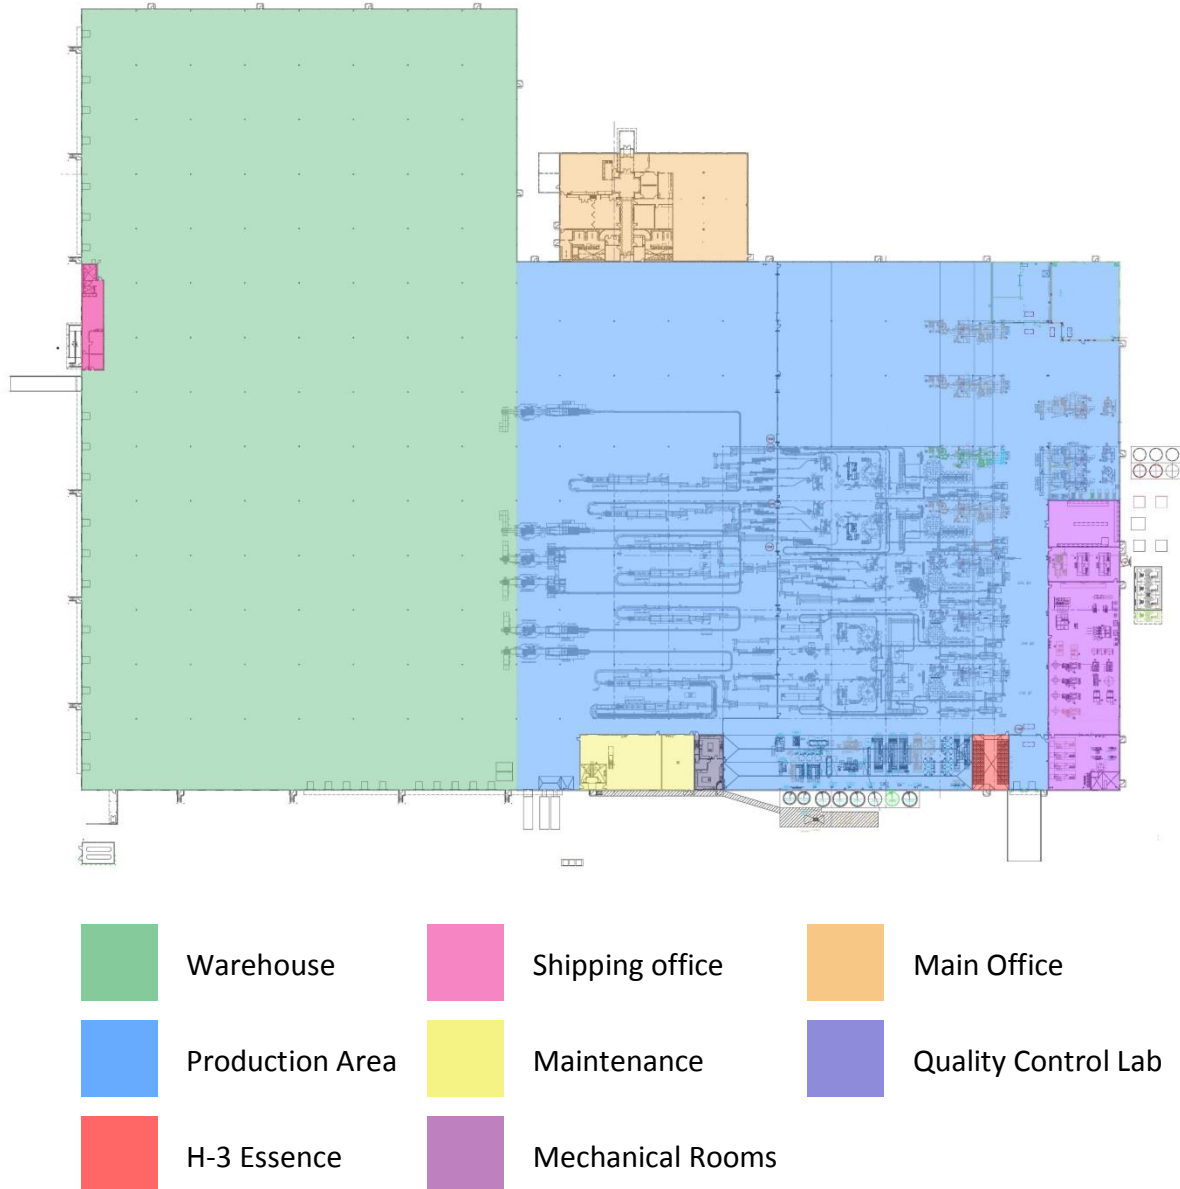 Warehouse
Shipping office
Main Office
Production Area
Maintenance
Quality Control Lab
H-3 Essence
Mechanical Rooms